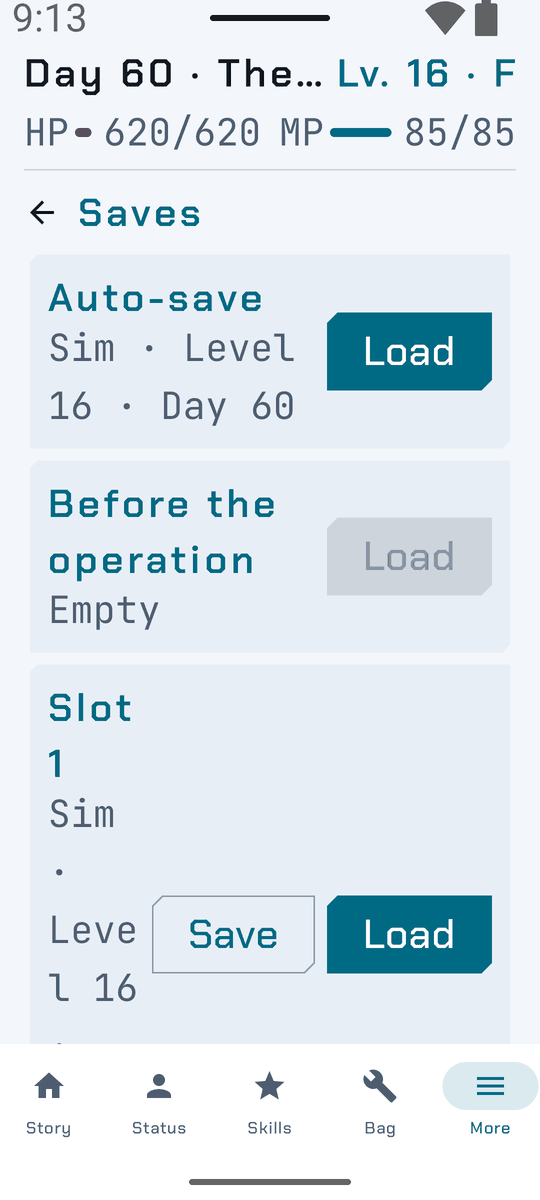 9:13
Day 60 · The… Lv. 16 · F
HP 620/620 MP 85/85
Saves
Auto-save
Sim · Level
16 · Day 60
Load
Before the
operation
Empty
Load
Slot
1
Sim
·
Leve
l 16
Save
Load
Story Status Skills Bag More